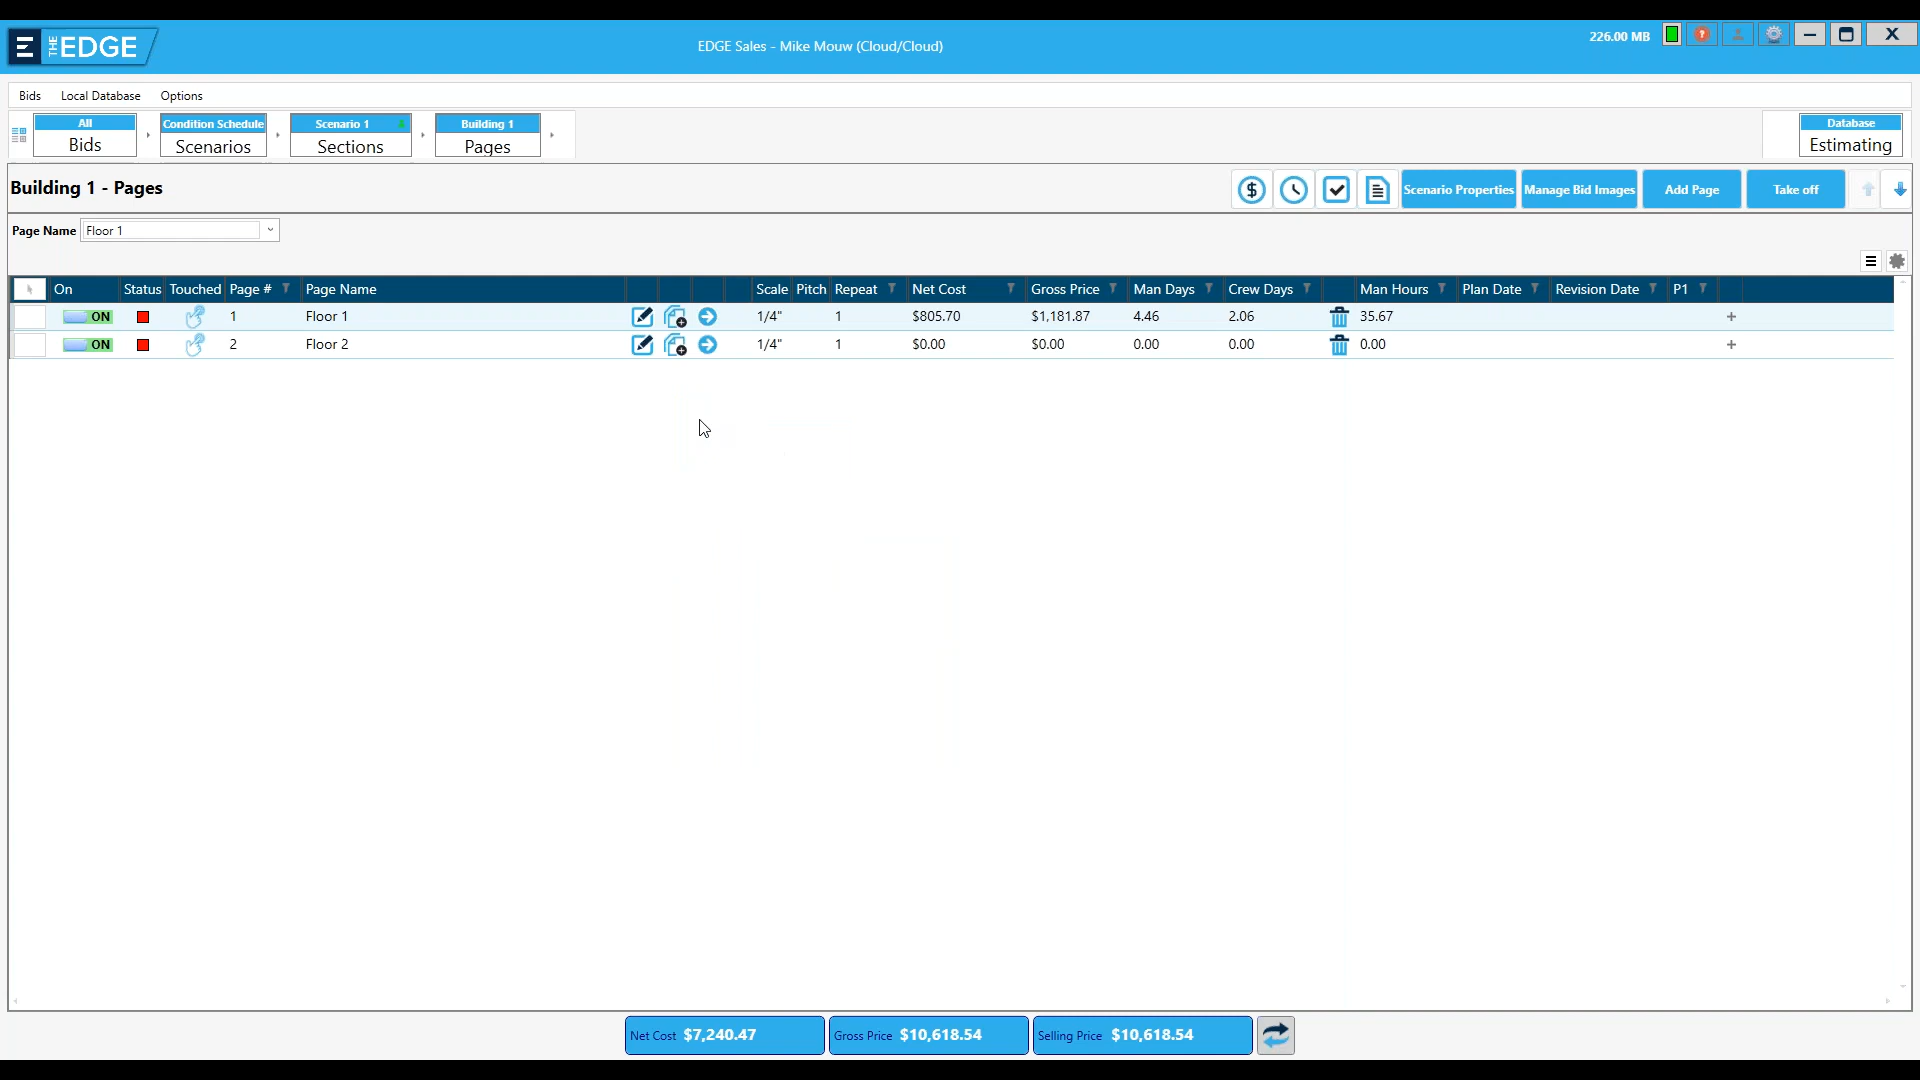 THE EDGE
EDGE Sales - Mike Mouw (Cloud/Cloud)
226.00 MB
Bids Local Database Options
All
Bids
Condition Schedule
Scenarios
Scenario 1
Sections
Building 1
Pages
Database
Estimating
Building 1 - Pages
Scenario Properties Manage Bid Images Add Page Take off
Page Name Floor 1
On Status Touched Page # Page Name Scale Pitch Repeat Net Cost Gross Price Man Days Crew Days Man Hours Plan Date Revision Date P1
ON 1 Floor 1 1/4" 1 $805.70 $1,181.87 4.46 2.06 35.67 +
ON 2 Floor 2 1/4" 1 $0.00 $0.00 0.00 0.00 0.00 +
Net Cost $7,240.47 Gross Price $10,618.54 Selling Price $10,618.54